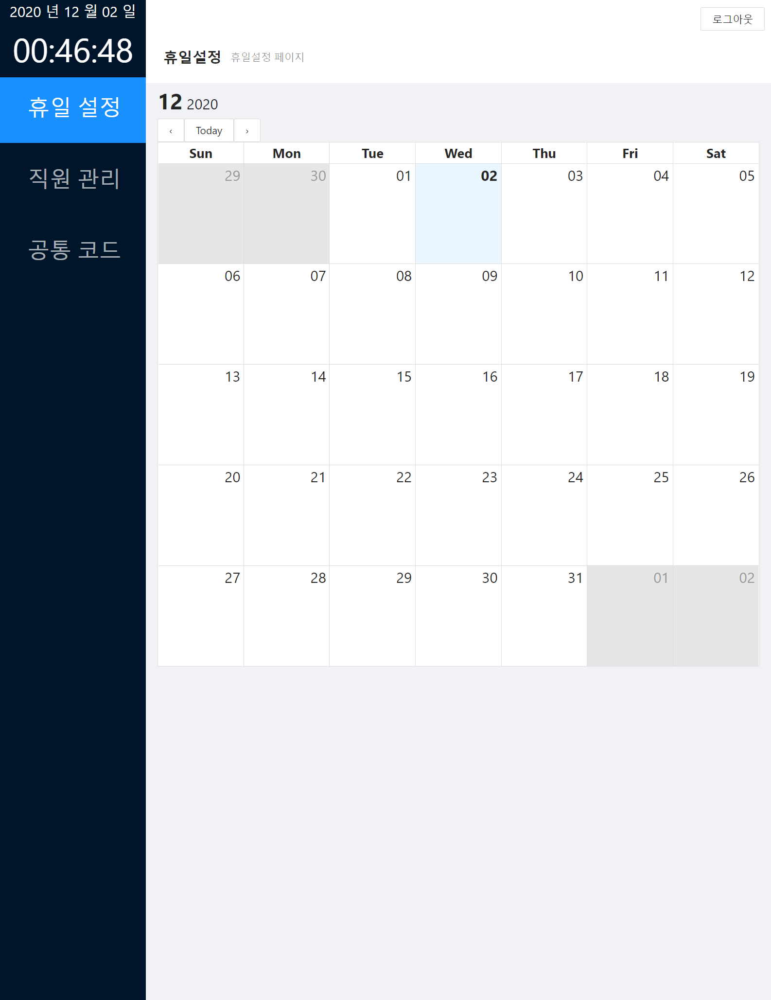 2020 년 12 월 02 일
00:46:48
휴일 설정
직원 관리
공통 코드
로그아웃
휴일설정 휴일설정 페이지
12 2020
‹ Today ›
Sun Mon Tue Wed Thu Fri Sat
29 30 01 02 03 04 05
06 07 08 09 10 11 12
13 14 15 16 17 18 19
20 21 22 23 24 25 26
27 28 29 30 31 01 02